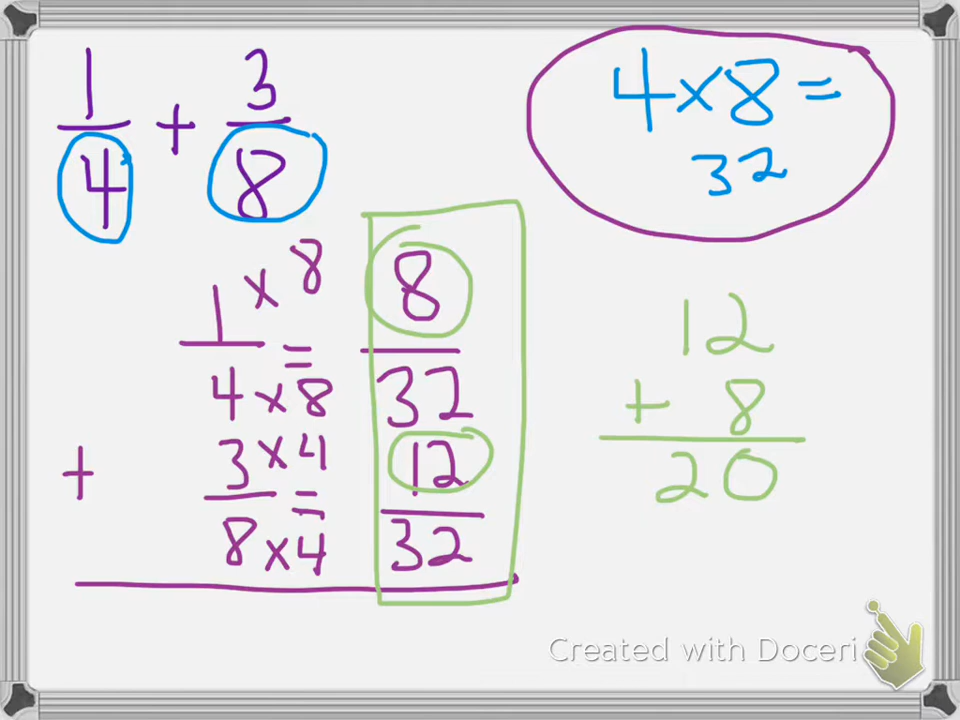 1 3
4 + 8
4×8=
32
1 × 8 8
4 × 8 = 32
+ 3 × 4 12
8 × 4 = 32
12
+ 8
20
Created with Doceri